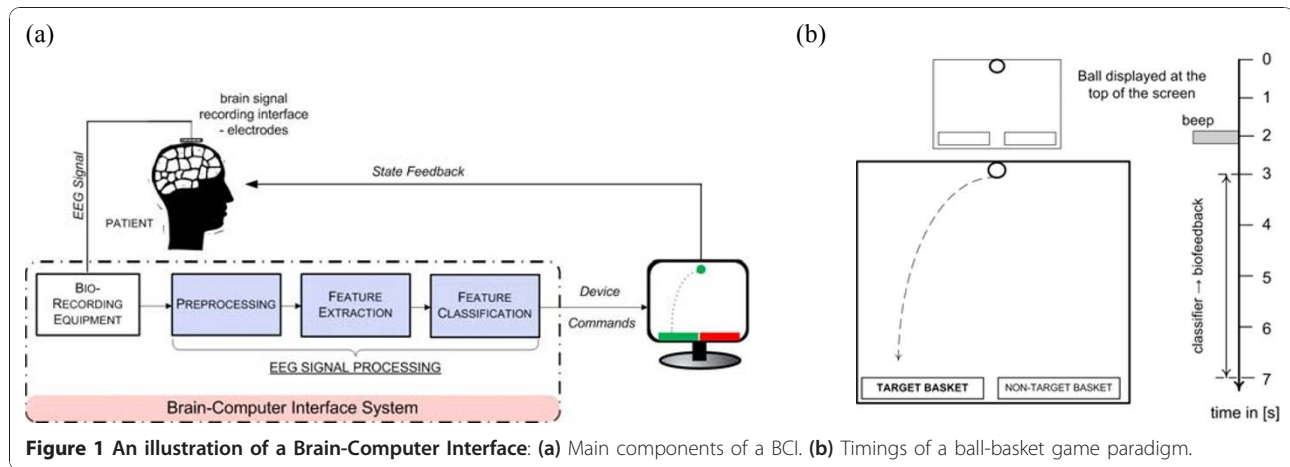 (a)
brain signal
recording interface
- electrodes
EEG Signal
PATIENT
State Feedback
BIO-
RECORDING
EQUIPMENT
PREPROCESSING
FEATURE
EXTRACTION
FEATURE
CLASSIFICATION
Device
Commands
EEG SIGNAL PROCESSING
Brain-Computer Interface System
(b)
Ball displayed at the
top of the screen
beep
0
1
2
3
4
5
6
7
classifier → biofeedback
TARGET BASKET
NON-TARGET BASKET
time in [s]
Figure 1 An illustration of a Brain-Computer Interface: (a) Main components of a BCI. (b) Timings of a ball-basket game paradigm.